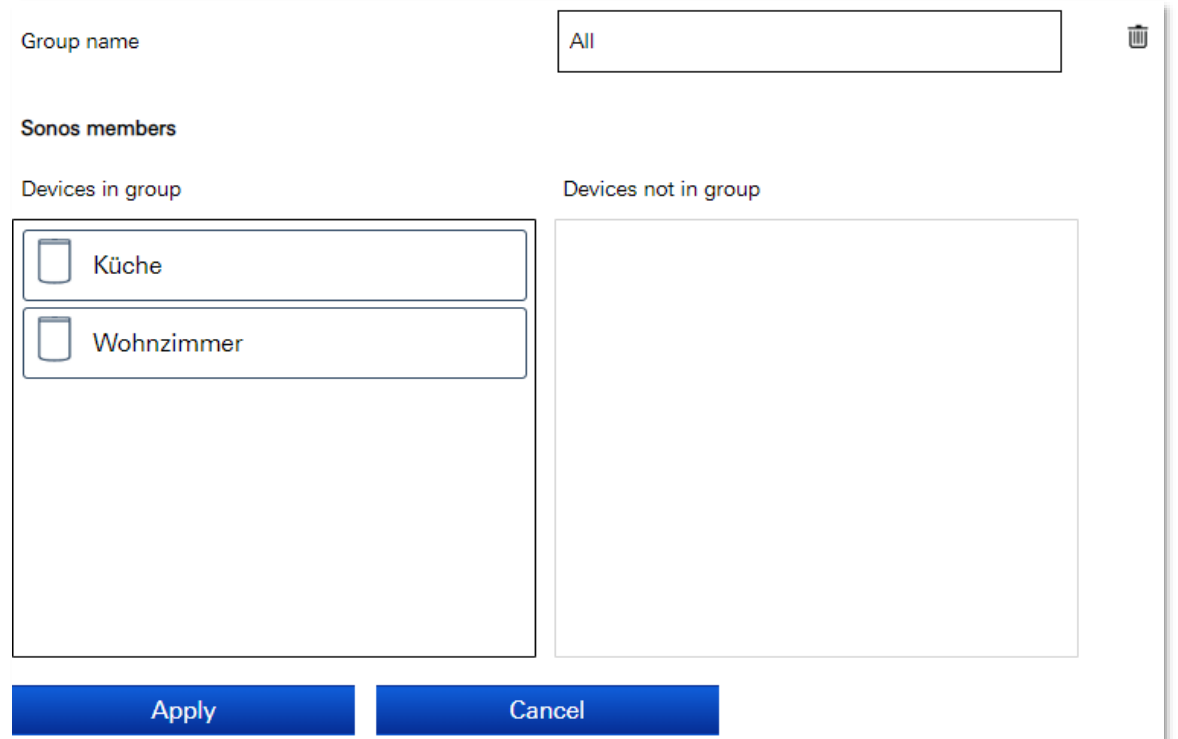 Group name
All
Sonos members
Devices in group
Devices not in group
Küche
Wohnzimmer
Apply
Cancel